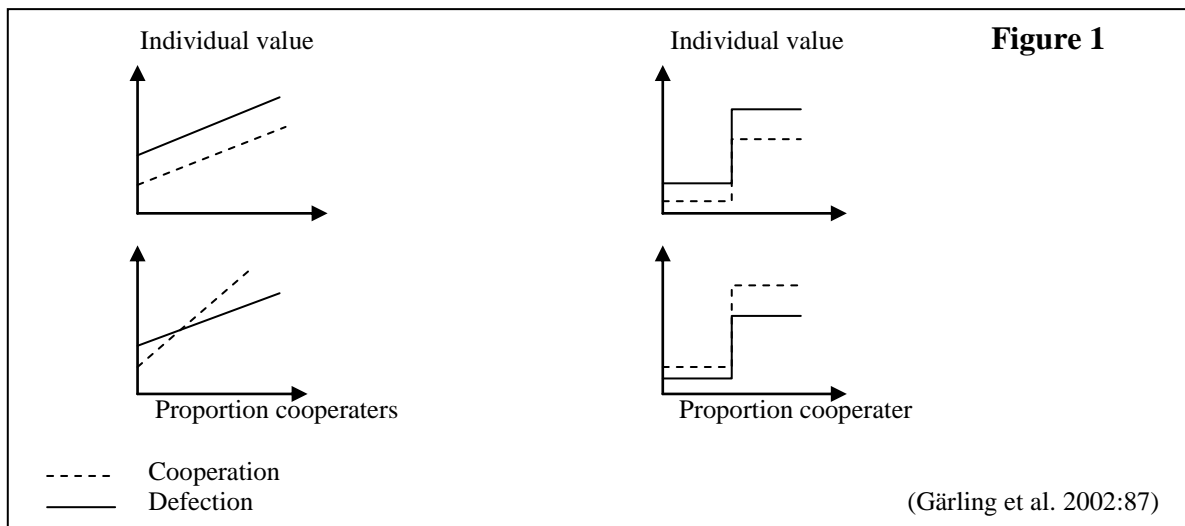 Individual value
Individual value
Figure 1
Proportion cooperaters
Proportion cooperater
Cooperation
Defection
(Gärling et al. 2002:87)